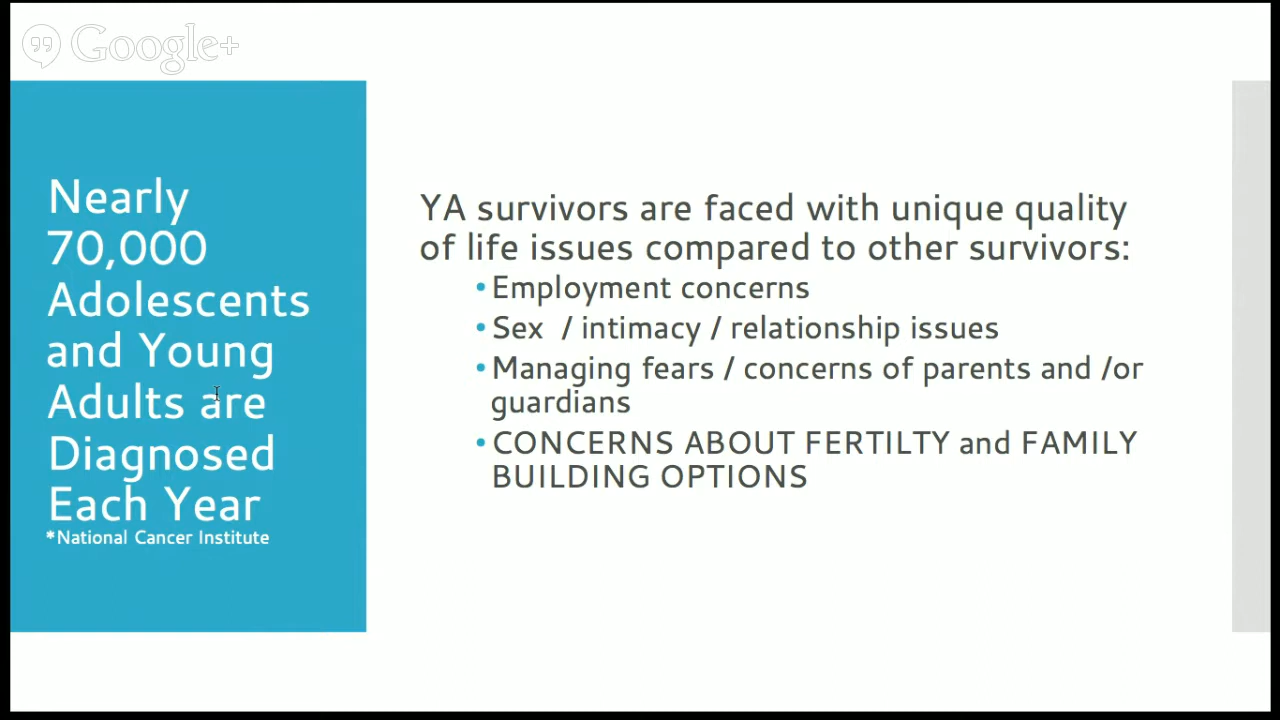 Google+
Nearly
70,000
Adolescents
and Young
Adults are
Diagnosed
Each Year
*National Cancer Institute
YA survivors are faced with unique quality
of life issues compared to other survivors:
•Employment concerns
•Sex / intimacy / relationship issues
•Managing fears / concerns of parents and /or
guardians
•CONCERNS ABOUT FERTILTY and FAMILY
BUILDING OPTIONS